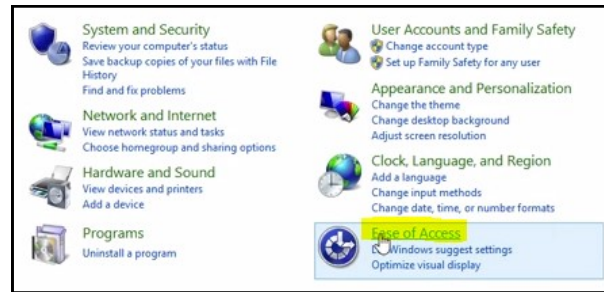 System and Security
Review your computer's status
Save backup copies of your files with File
History
Find and fix problems
Network and Internet
View network status and tasks
Choose homegroup and sharing options
Hardware and Sound
View devices and printers
Add a device
Programs
Uninstall a program
User Accounts and Family Safety
Change account type
Set up Family Safety for any user
Appearance and Personalization
Change the theme
Change desktop background
Adjust screen resolution
Clock, Language, and Region
Add a language
Change input methods
Change date, time, or number formats
Ease of Access
Windows suggest settings
Optimize visual display